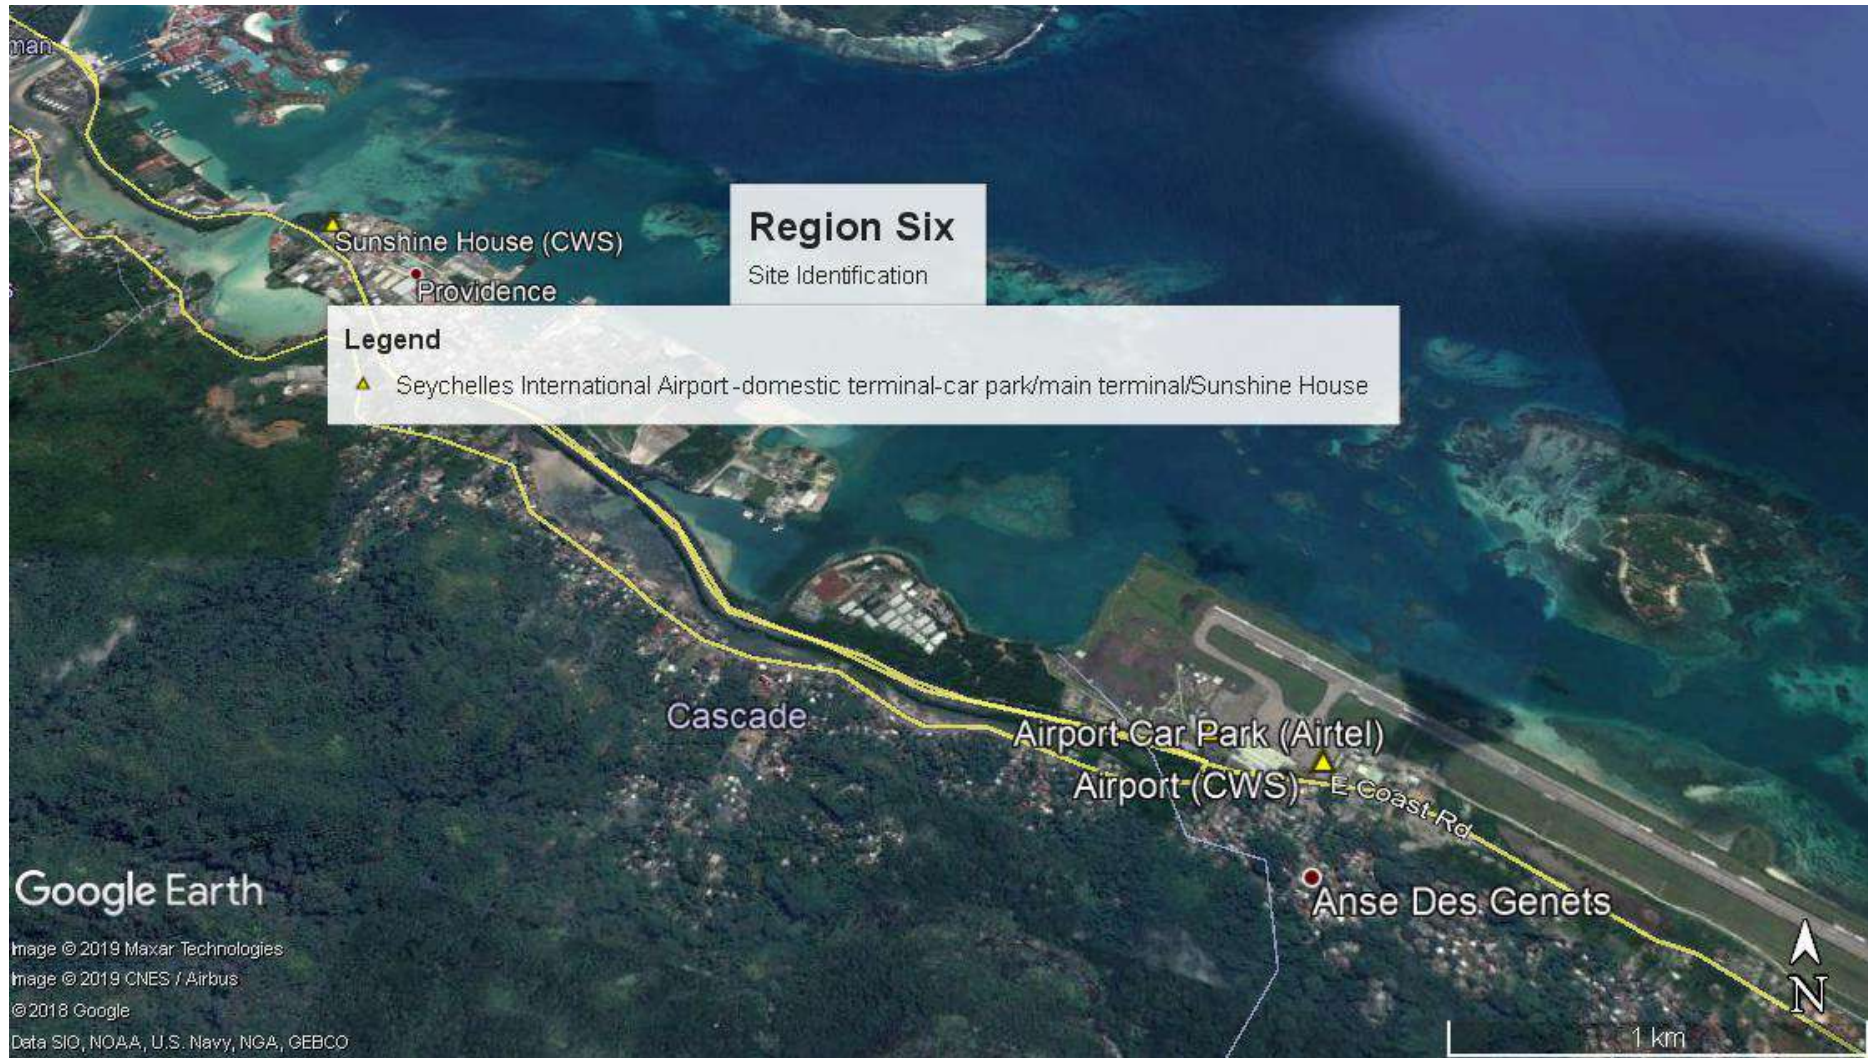 man
Sunshine House (CWS)
Providence
Region Six
Site Identification
Legend
Seychelles International Airport-domestic terminal-car park/main terminal/Sunshine House
Cascade
Airport Car Park (Airtel)
Airport (CWS)
E Coast Rd
Anse Des Genets
Google Earth
Image © 2019 Maxar Technologies
Image © 2019 CNES / Airbus
© 2018 Google
Data SIO, NOAA, U.S. Navy, NGA, GEBCO
N
1 km